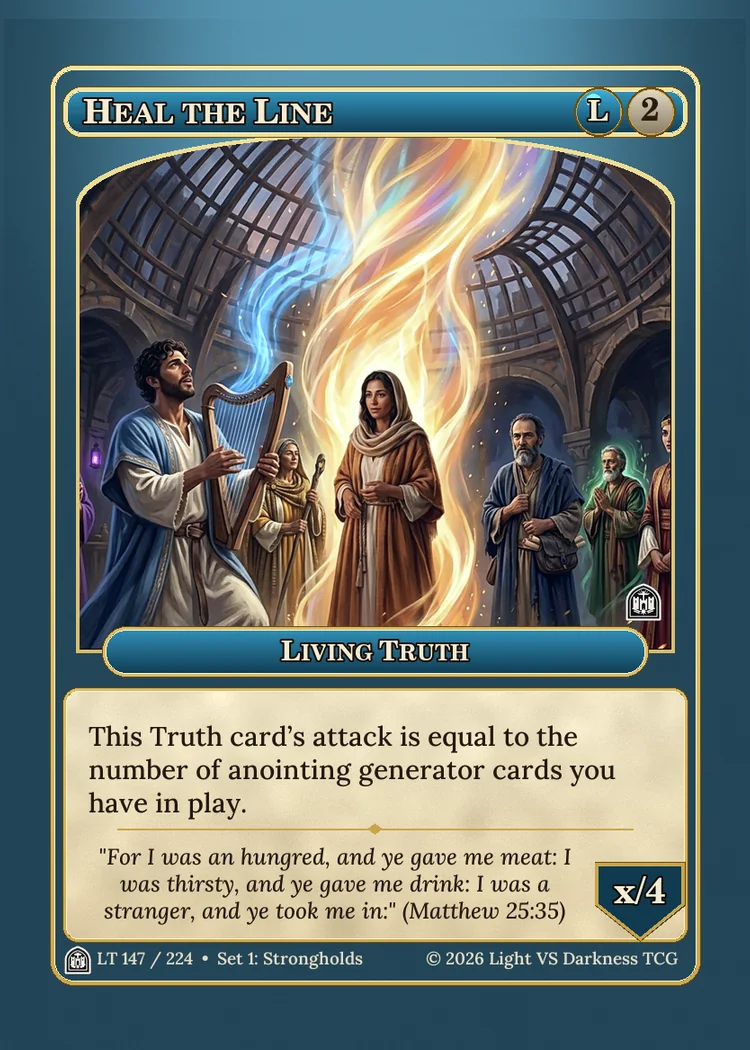 Heal the Line
L 2
Living Truth
This Truth card’s attack is equal to the
number of anointing generator cards you
have in play.
"For I was an hungred, and ye gave me meat: I
was thirsty, and ye gave me drink: I was a
stranger, and ye took me in:" (Matthew 25:35)
x/4
LT 147 / 224 • Set 1: Strongholds © 2026 Light VS Darkness TCG